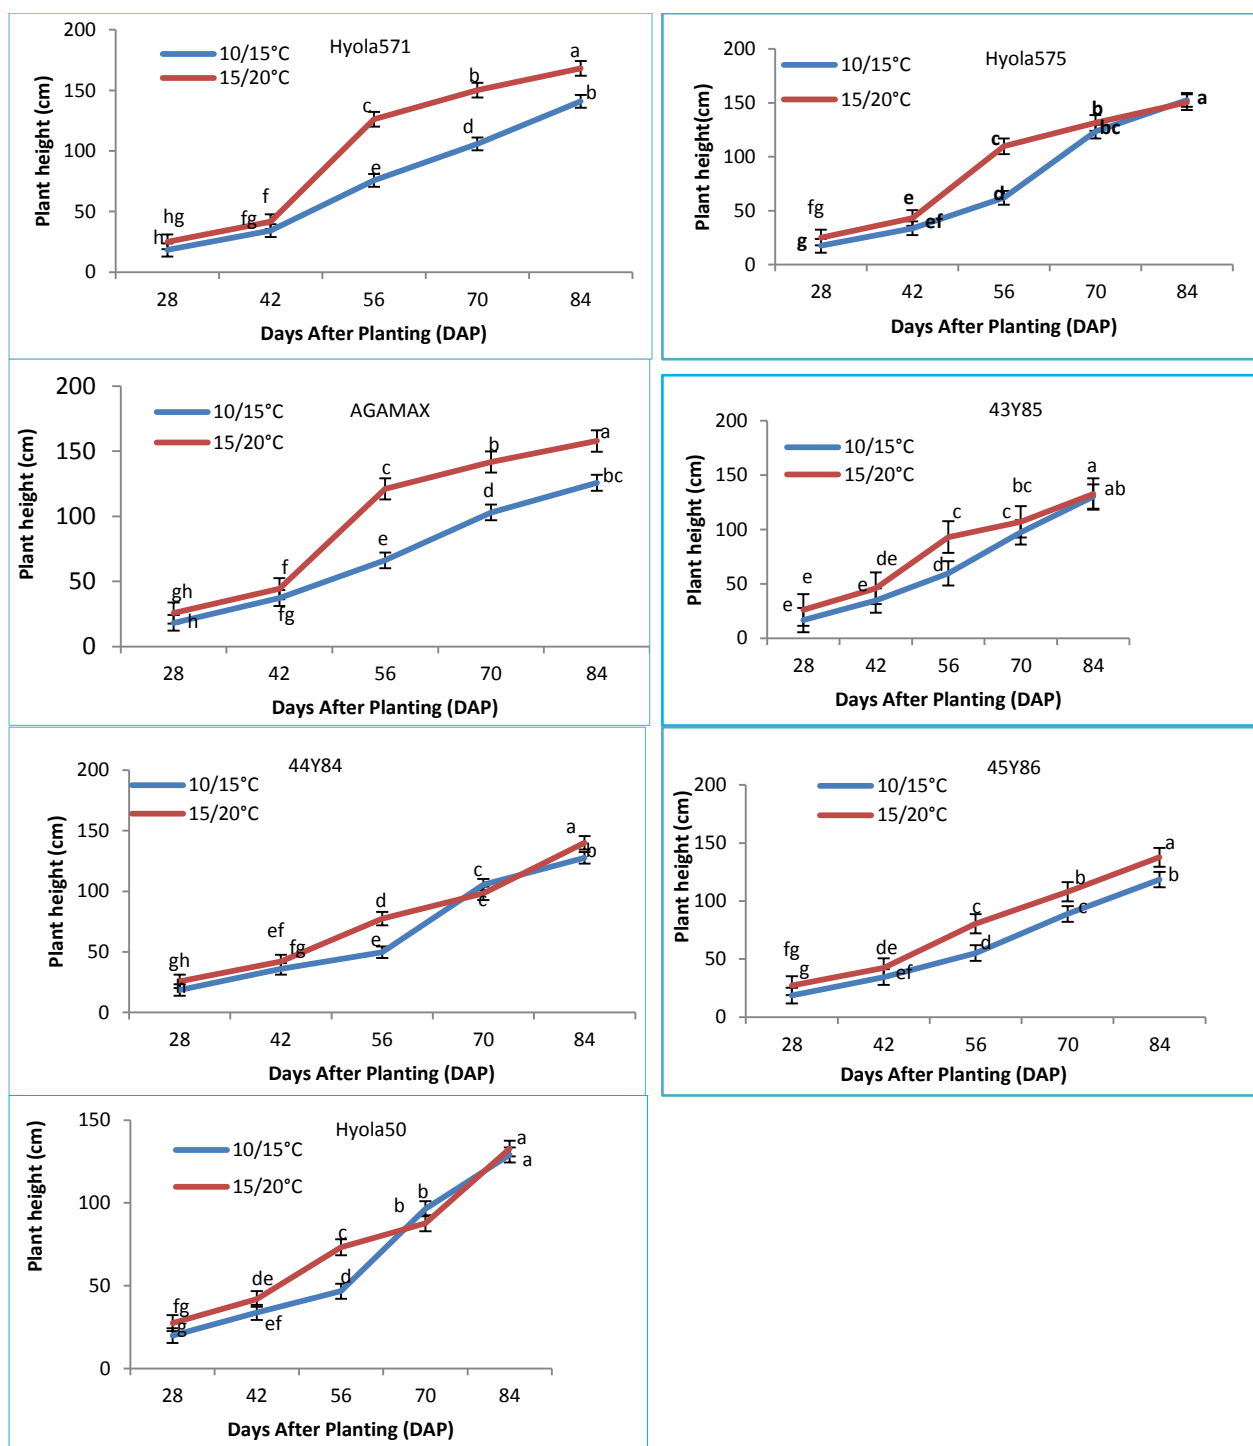 Hyola571
10/15°C
15/20°C
Plant height (cm)
200
150
100
50
0
a
b
c
b
d
e
f
fg
hg
h
28 42 56 70 84
Days After Planting (DAP)
Hyola575
10/15°C
15/20°C
Plant height(cm)
200
150
100
50
0
a
b
bc
c
d
e
ef
fg
g
28 42 56 70 84
Days After Planting (DAP)
AGAMAX
10/15°C
15/20°C
Plant height (cm)
200
150
100
50
0
a
b
bc
c
d
e
f
fg
gh
h
28 42 56 70 84
Days After Planting (DAP)
43Y85
10/15°C
15/20°C
Plant height (cm)
200
150
100
50
0
a
ab
bc
c
c
d
de
e
e
e
28 42 56 70 84
Days After Planting (DAP)
44Y84
10/15°C
15/20°C
Plant height (cm)
200
150
100
50
0
a
b
c
c
d
e
ef
fg
gh
h
28 42 56 70 84
Days After Planting (DAP)
45Y86
10/15°C
15/20°C
Plant height (cm)
200
150
100
50
0
a
b
b
c
c
d
de
ef
fg
g
28 42 56 70 84
Days After Planting (DAP)
Hyola50
10/15°C
15/20°C
Plant height (cm)
150
100
50
0
a
a
b
b
c
d
de
ef
fg
g
28 42 56 70 84
Days After Planting (DAP)